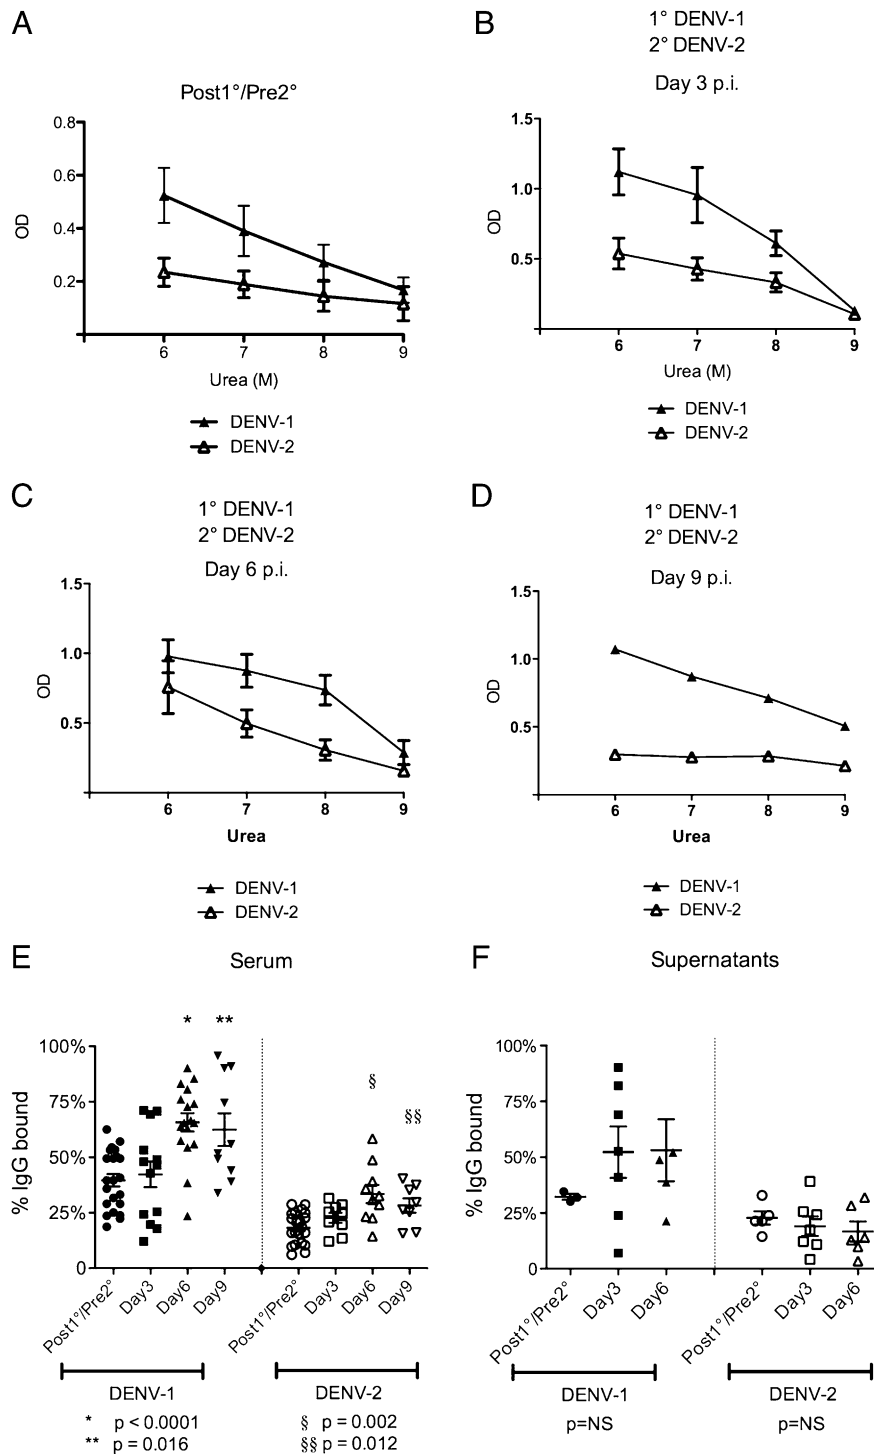 A
Post1°/Pre2°
OD
0.8
0.6
0.4
0.2
6 7 8 9
Urea (M)
DENV-1
DENV-2
B
1° DENV-1
2° DENV-2
Day 3 p.i.
OD
1.5
1.0
0.5
6 7 8 9
Urea (M)
DENV-1
DENV-2
C
1° DENV-1
2° DENV-2
Day 6 p.i.
OD
1.5
1.0
0.5
6 7 8 9
Urea
DENV-1
DENV-2
D
1° DENV-1
2° DENV-2
Day 9 p.i.
OD
1.5
1.0
0.5
6 7 8 9
Urea
DENV-1
DENV-2
E
Serum
* **
§
§§
% IgG bound
100%
75%
50%
25%
0
Post1°/Pre2° Day3 Day6 Day9 Post1°/Pre2° Day3 Day6 Day9
DENV-1 DENV-2
* p < 0.0001 § p = 0.002
** p = 0.016 §§ p = 0.012
F
Supernatants
% IgG bound
100%
75%
50%
25%
0
Post1°/Pre2° Day3 Day6 Post1°/Pre2° Day3 Day6
DENV-1 DENV-2
p=NS p=NS